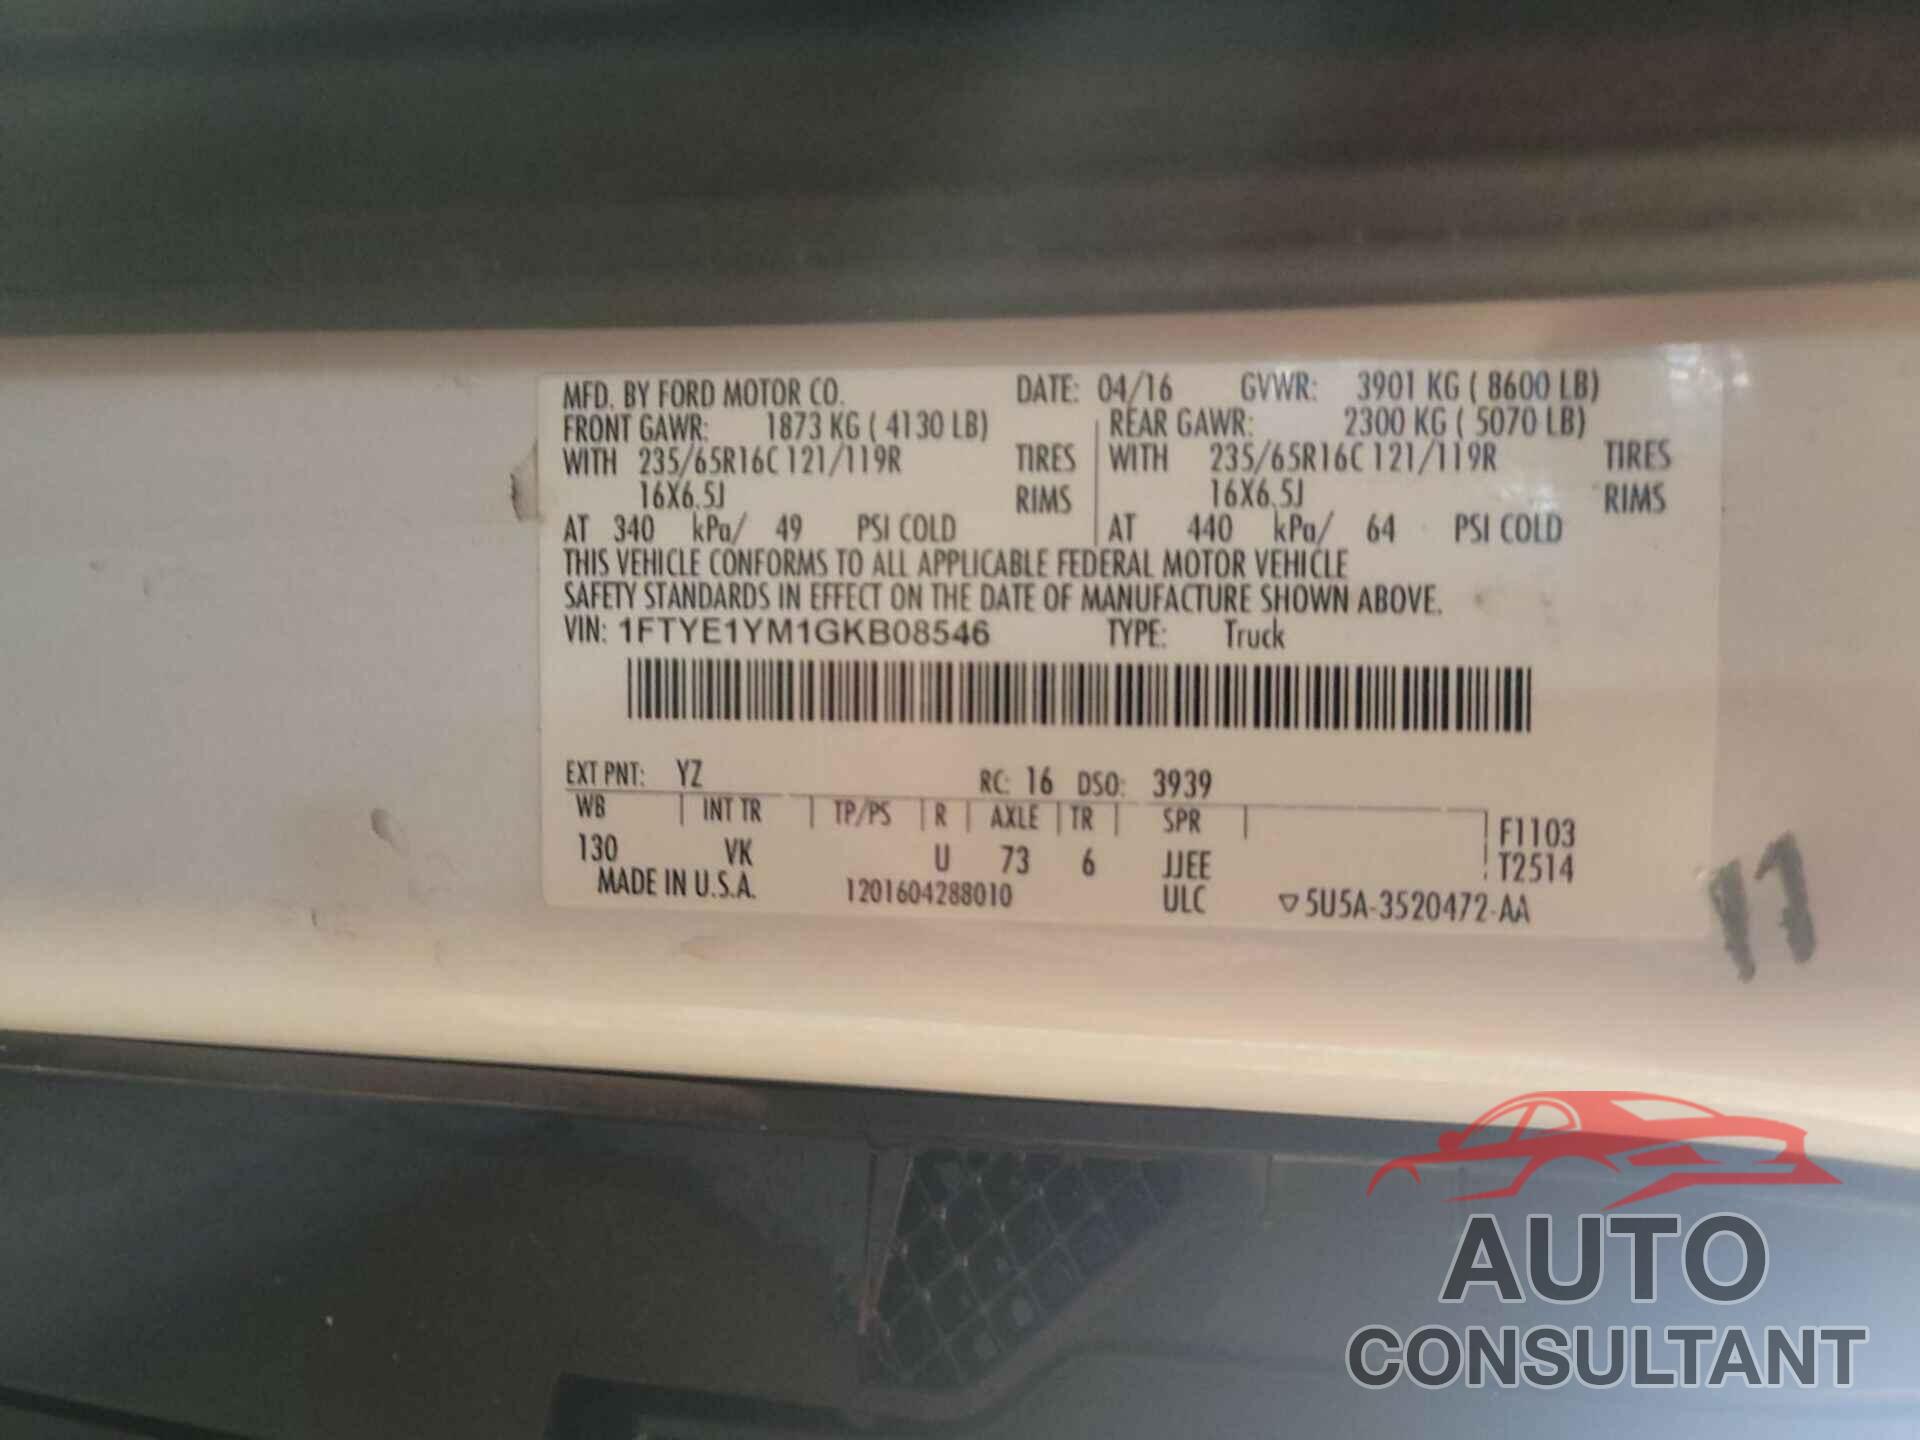 MFD. BY FORD MOTOR CO. DATE: 04/16 GVWR: 3901 KG ( 8600 LB)
FRONT GAWR: 1873 KG ( 4130 LB) REAR GAWR: 2300 KG ( 5070 LB)
WITH 235/65R16C 121/119R TIRES WITH 235/65R16C 121/119R TIRES
16X6.5J RIMS 16X6.5J RIMS
AT 340 kPa/ 49 PSI COLD AT 440 kPa/ 64 PSI COLD
THIS VEHICLE CONFORMS TO ALL APPLICABLE FEDERAL MOTOR VEHICLE
SAFETY STANDARDS IN EFFECT ON THE DATE OF MANUFACTURE SHOWN ABOVE.
VIN: 1FTYE1YM1GKB08546 TYPE: Truck
EXT PNT: YZ RC: 16 DSO: 3939
WB INT TR TP/PS R AXLE TR SPR F1103
130 VK U 73 6 JJEE T2514
MADE IN U.S.A. 1201604288010 ULC 5U5A-3520472-AA
17
AUTO
CONSULTANT